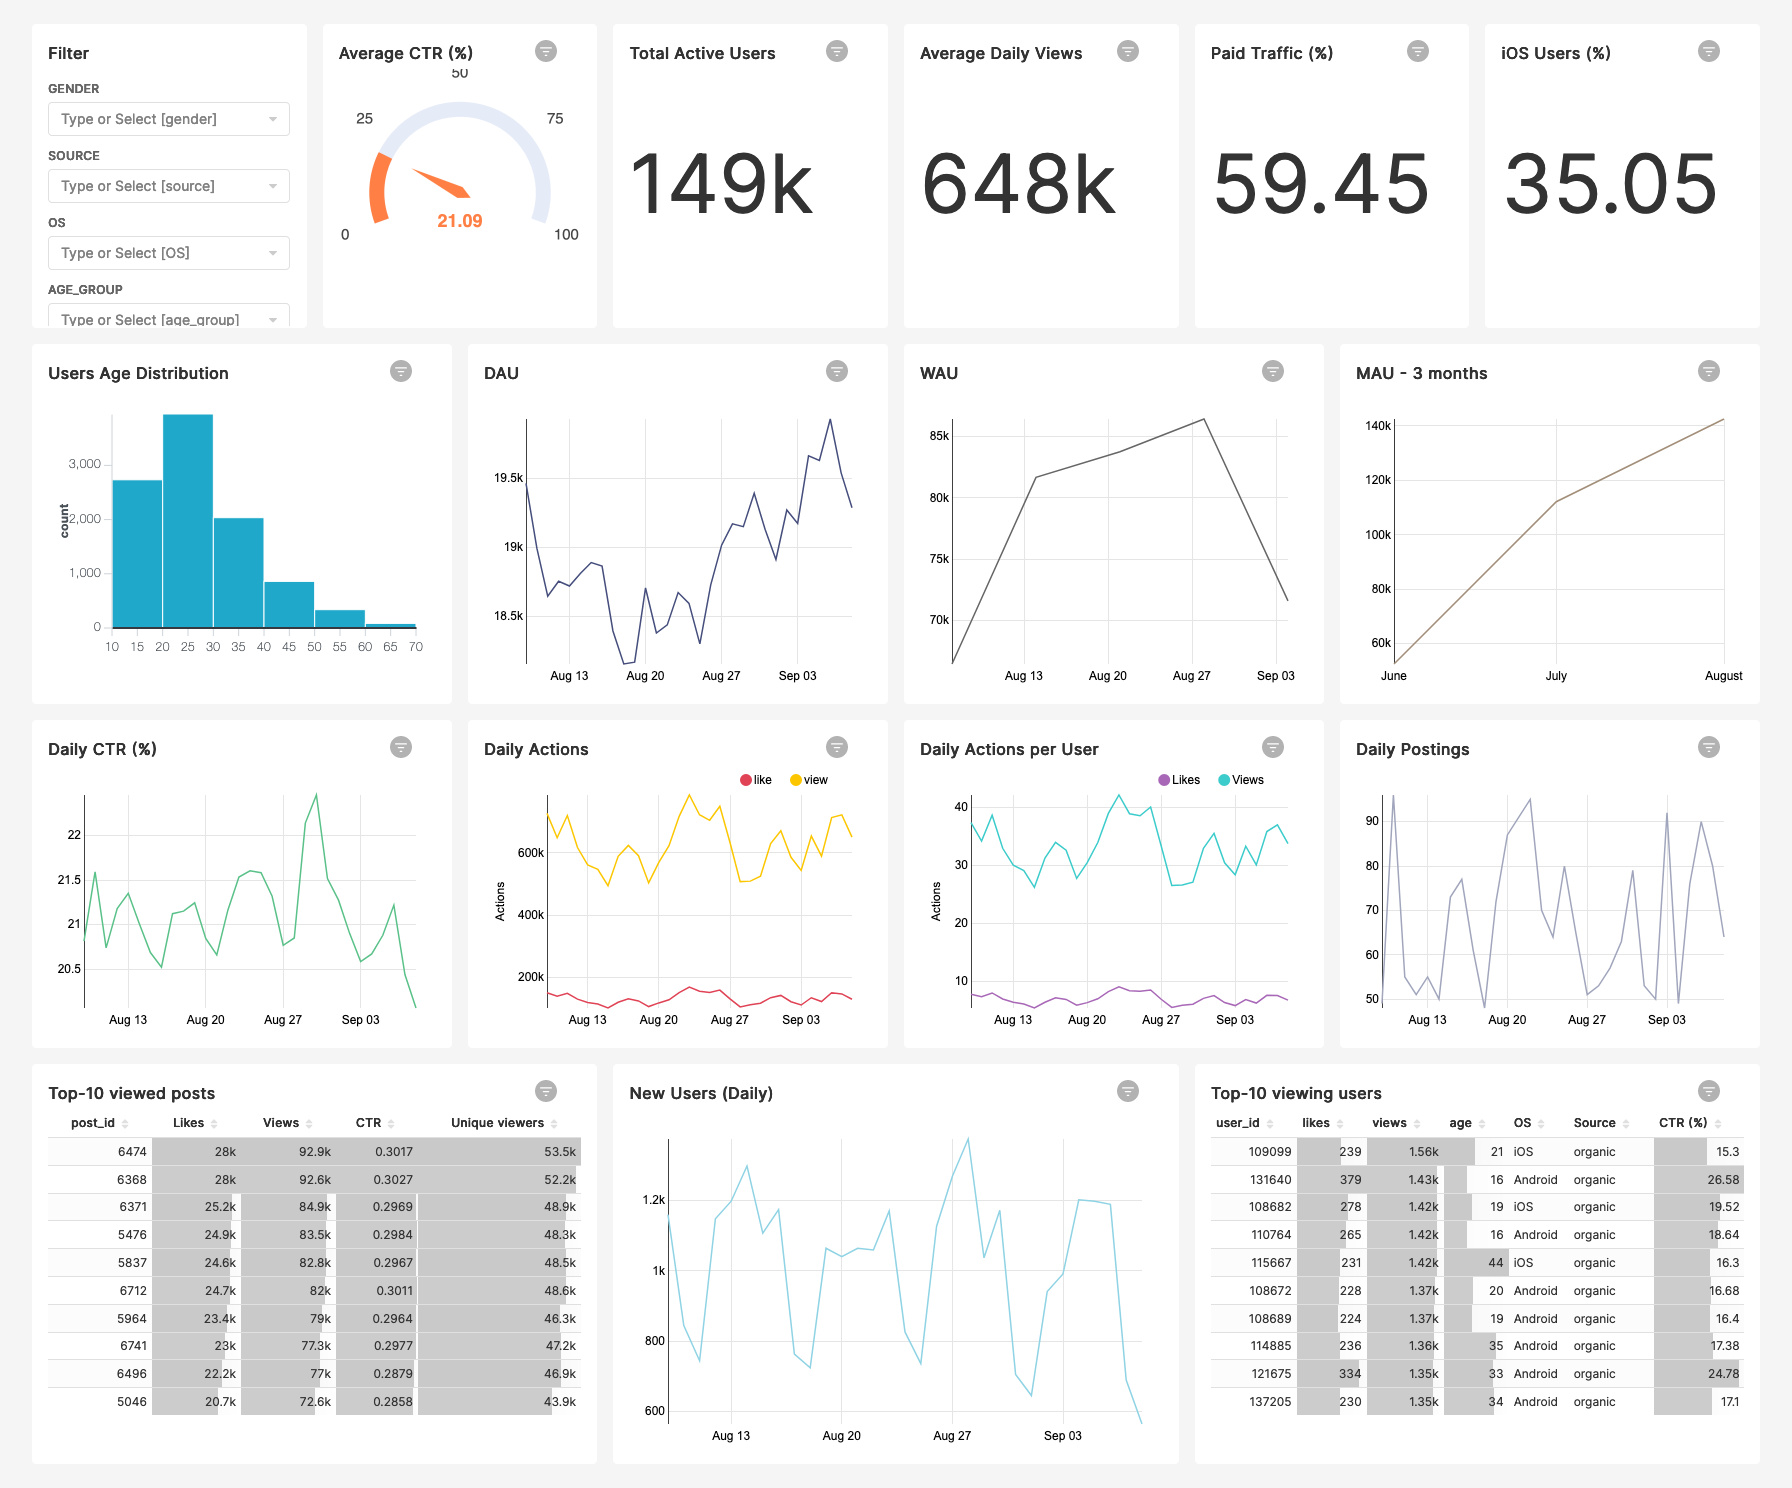 Filter
GENDER
Type or Select [gender]
SOURCE
Type or Select [source]
OS
Type or Select [OS]
AGE_GROUP
Type or Select [age_group]
Average CTR (%)
50
25
75
21.09
0
100
Total Active Users
149k
Average Daily Views
648k
Paid Traffic (%)
59.45
iOS Users (%)
35.05
Users Age Distribution
count
3,000
2,000
1,000
0
10 15 20 25 30 35 40 45 50 55 60 65 70
DAU
19.5k
19k
18.5k
Aug 13 Aug 20 Aug 27 Sep 03
WAU
85k
80k
75k
70k
Aug 13 Aug 20 Aug 27 Sep 03
MAU - 3 months
140k
120k
100k
80k
60k
June July August
Daily CTR (%)
22
21.5
21
20.5
Aug 13 Aug 20 Aug 27 Sep 03
Daily Actions
like view
Actions
600k
400k
200k
Aug 13 Aug 20 Aug 27 Sep 03
Daily Actions per User
Likes Views
Actions
40
30
20
10
Aug 13 Aug 20 Aug 27 Sep 03
Daily Postings
90
80
70
60
50
Aug 13 Aug 20 Aug 27 Sep 03
Top-10 viewed posts
post_id Likes Views CTR Unique viewers
6474 28k 92.9k 0.3017 53.5k
6368 28k 92.6k 0.3027 52.2k
6371 25.2k 84.9k 0.2969 48.9k
5476 24.9k 83.5k 0.2984 48.3k
5837 24.6k 82.8k 0.2967 48.5k
6712 24.7k 82k 0.3011 48.6k
5964 23.4k 79k 0.2964 46.3k
6741 23k 77.3k 0.2977 47.2k
6496 22.2k 77k 0.2879 46.9k
5046 20.7k 72.6k 0.2858 43.9k
New Users (Daily)
1.2k
1k
800
600
Aug 13 Aug 20 Aug 27 Sep 03
Top-10 viewing users
user_id likes views age OS Source CTR (%)
109099 239 1.56k 21 iOS organic 15.3
131640 379 1.43k 16 Android organic 26.58
108682 278 1.42k 19 iOS organic 19.52
110764 265 1.42k 16 Android organic 18.64
115667 231 1.42k 44 iOS organic 16.3
108672 228 1.37k 20 Android organic 16.68
108689 224 1.37k 19 Android organic 16.4
114885 236 1.36k 35 Android organic 17.38
121675 334 1.35k 33 Android organic 24.78
137205 230 1.35k 34 Android organic 17.1